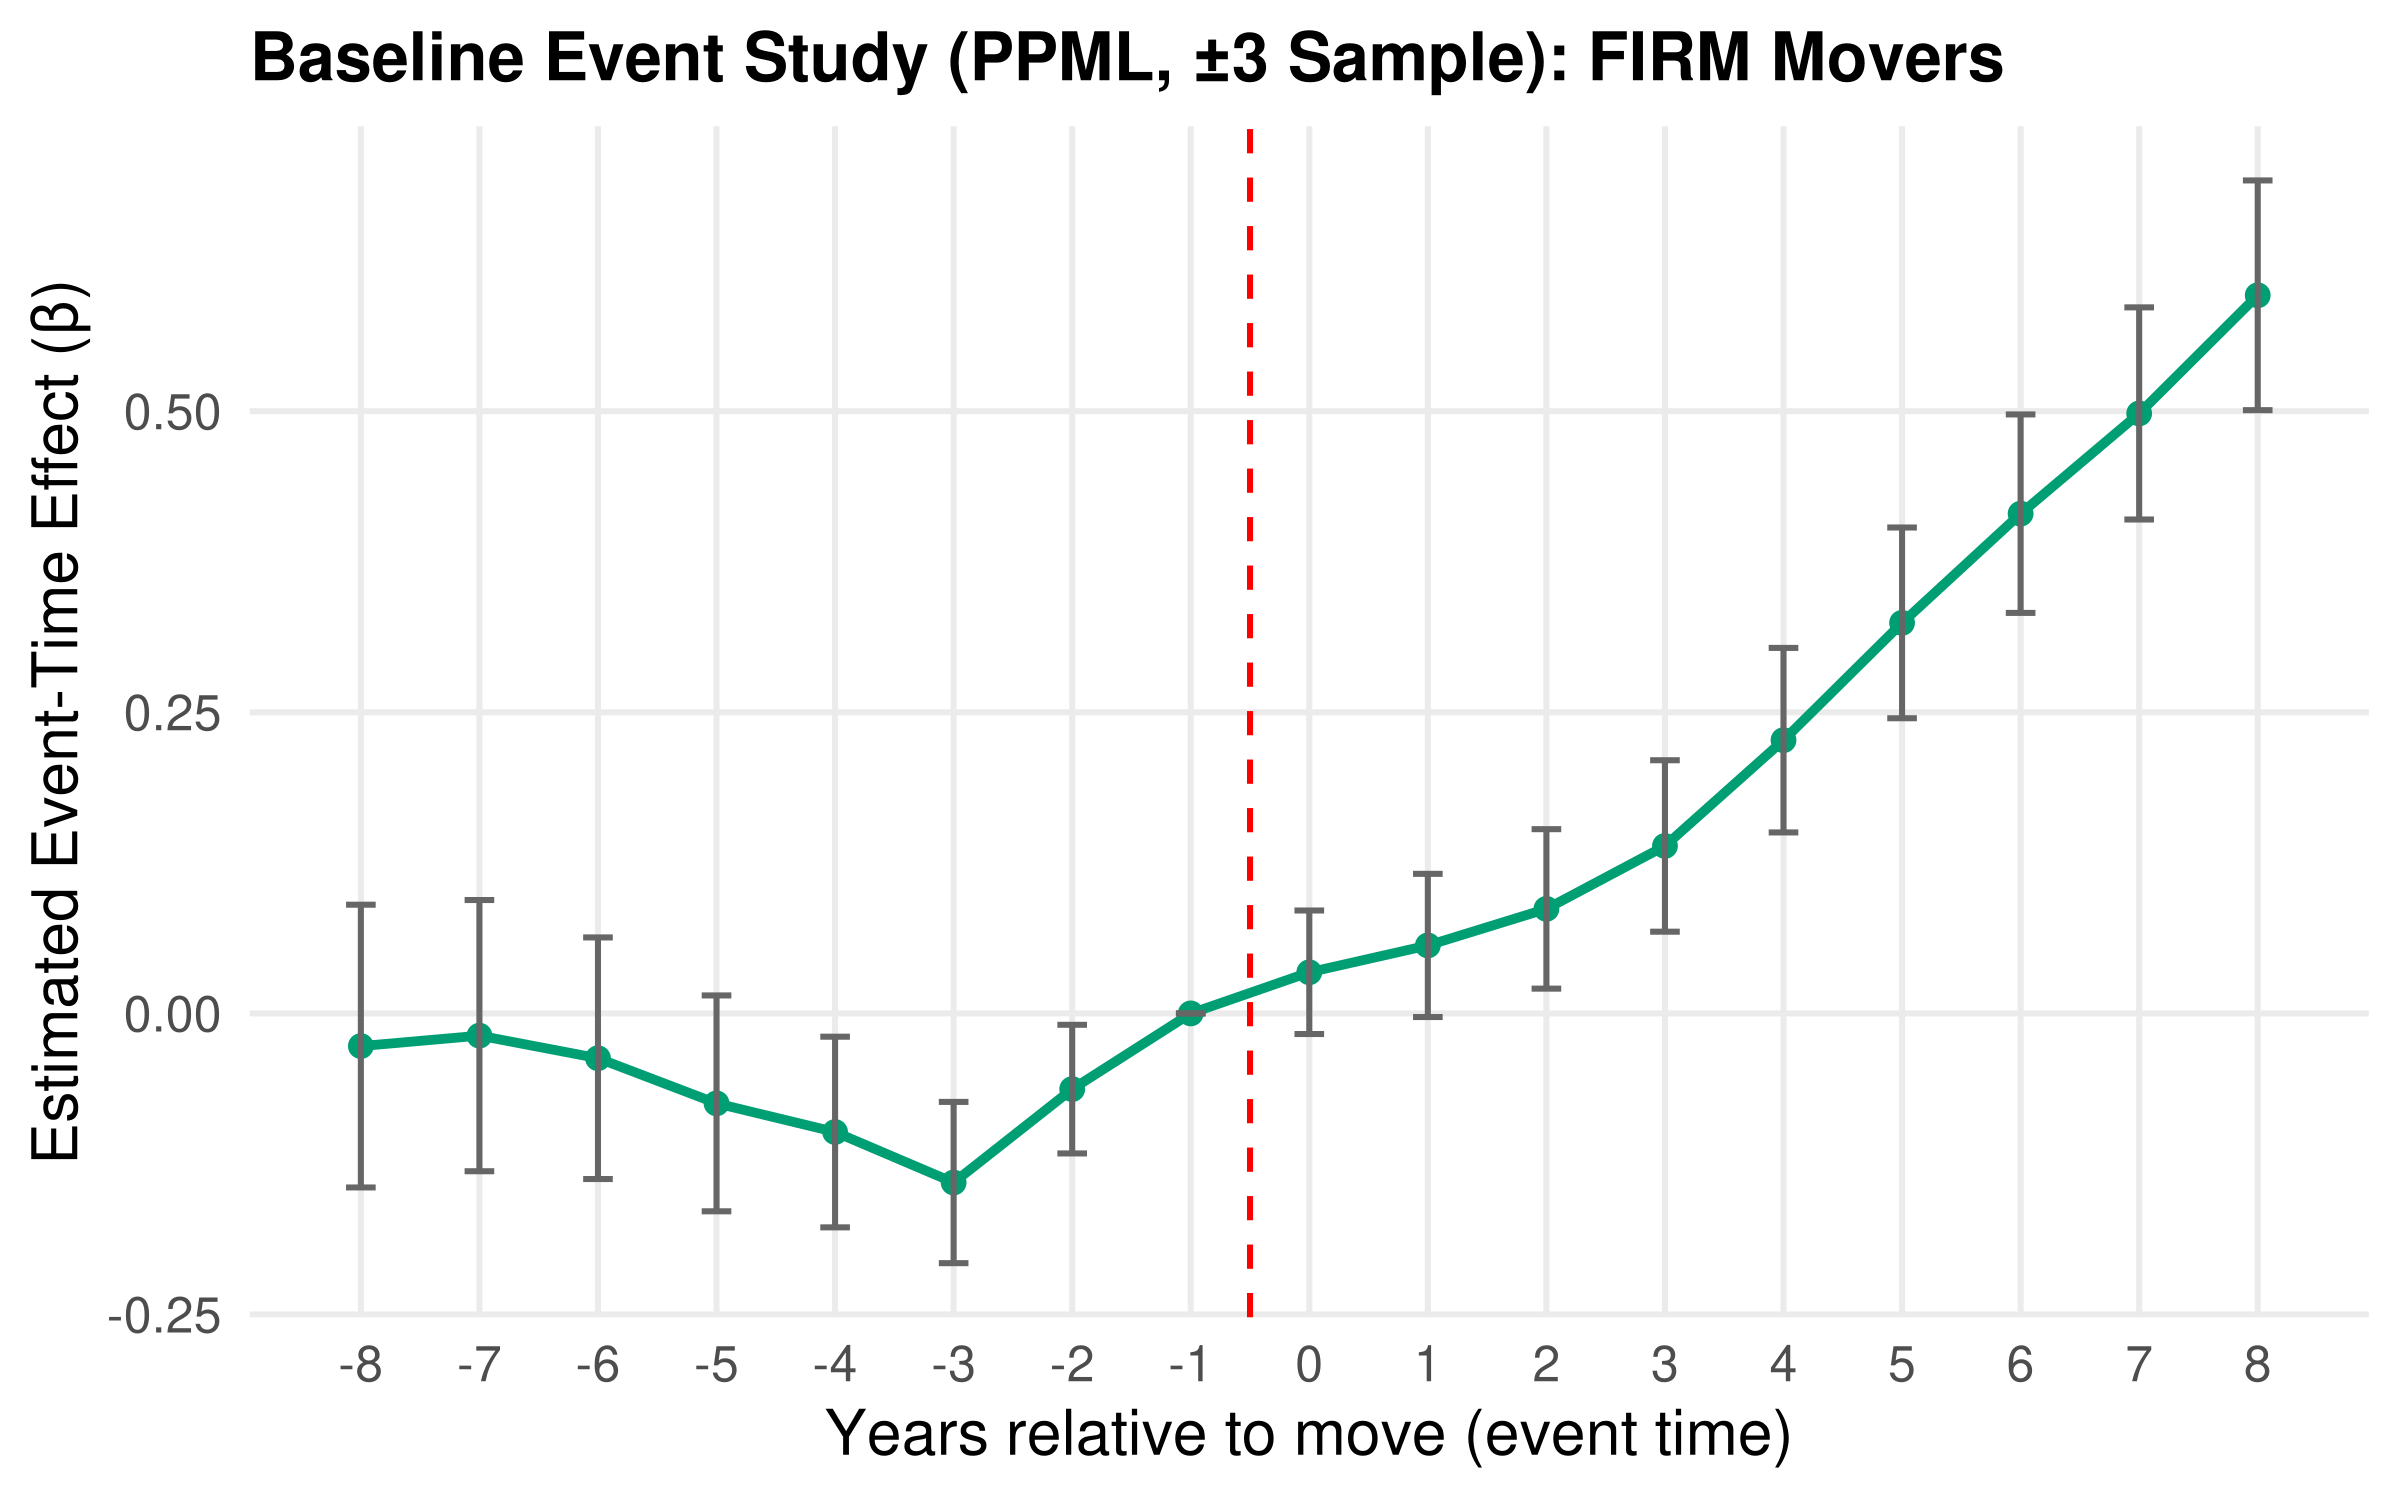 Baseline Event Study (PPML, ±3 Sample): FIRM Movers
Estimated Event-Time Effect (β)
0.50
0.25
0.00
-0.25
-8 -7 -6 -5 -4 -3 -2 -1 0 1 2 3 4 5 6 7 8
Years relative to move (event time)